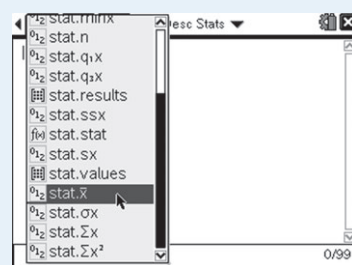 stat.minx
esc Stats
stat.n
stat.q₁x
stat.q₃x
stat.results
stat.ssx
stat.stat
stat.sx
stat.values
stat.x̄
stat.σx
stat.Σx
stat.Σx²
0/99